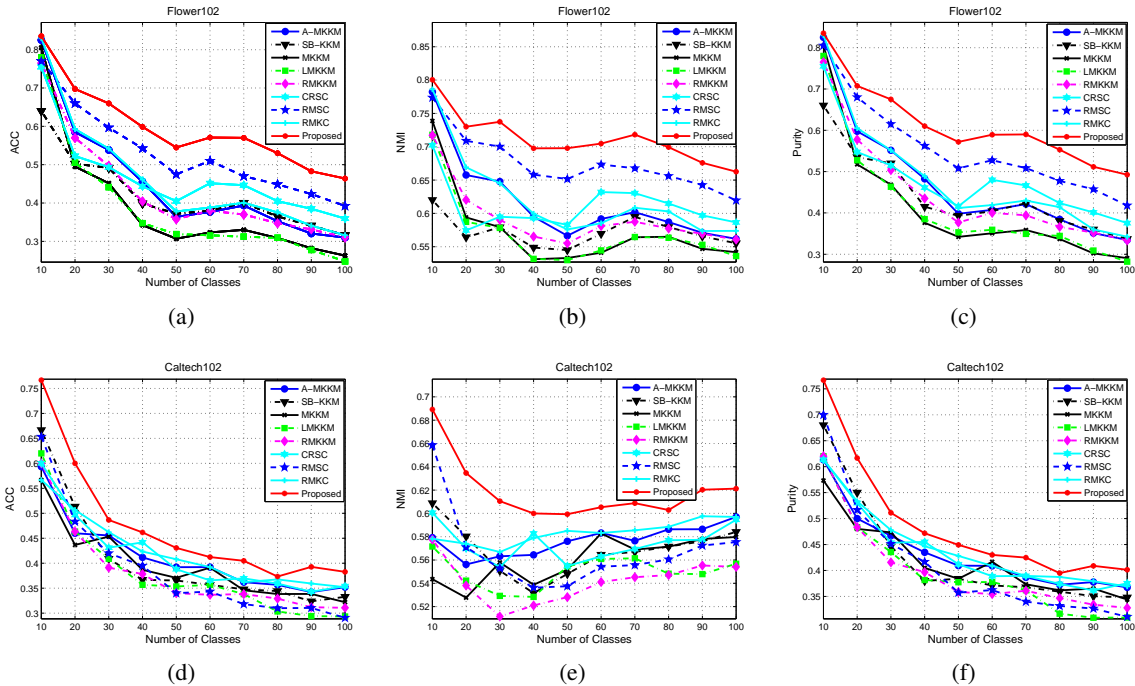 Flower102
ACC
0.8
0.7
0.6
0.5
0.4
0.3
A-MKKM
SB-KKM
MKKM
LMKKM
RMKKM
CRSC
RMSC
RMKC
Proposed
10 20 30 40 50 60 70 80 90 100
Number of Classes
(a)
Flower102
NMI
0.85
0.8
0.75
0.7
0.65
0.6
0.55
A-MKKM
SB-KKM
MKKM
LMKKM
RMKKM
CRSC
RMSC
RMKC
Proposed
10 20 30 40 50 60 70 80 90 100
Number of Classes
(b)
Flower102
Purity
0.8
0.7
0.6
0.5
0.4
0.3
A-MKKM
SB-KKM
MKKM
LMKKM
RMKKM
CRSC
RMSC
RMKC
Proposed
10 20 30 40 50 60 70 80 90 100
Number of Classes
(c)
Caltech102
ACC
0.75
0.7
0.65
0.6
0.55
0.5
0.45
0.4
0.35
0.3
A-MKKM
SB-KKM
MKKM
LMKKM
RMKKM
CRSC
RMSC
RMKC
Proposed
10 20 30 40 50 60 70 80 90 100
Number of Classes
(d)
Caltech102
NMI
0.7
0.68
0.66
0.64
0.62
0.6
0.58
0.56
0.54
0.52
A-MKKM
SB-KKM
MKKM
LMKKM
RMKKM
CRSC
RMSC
RMKC
Proposed
10 20 30 40 50 60 70 80 90 100
Number of Classes
(e)
Caltech102
Purity
0.75
0.7
0.65
0.6
0.55
0.5
0.45
0.4
0.35
A-MKKM
SB-KKM
MKKM
LMKKM
RMKKM
CRSC
RMSC
RMKC
Proposed
10 20 30 40 50 60 70 80 90 100
Number of Classes
(f)